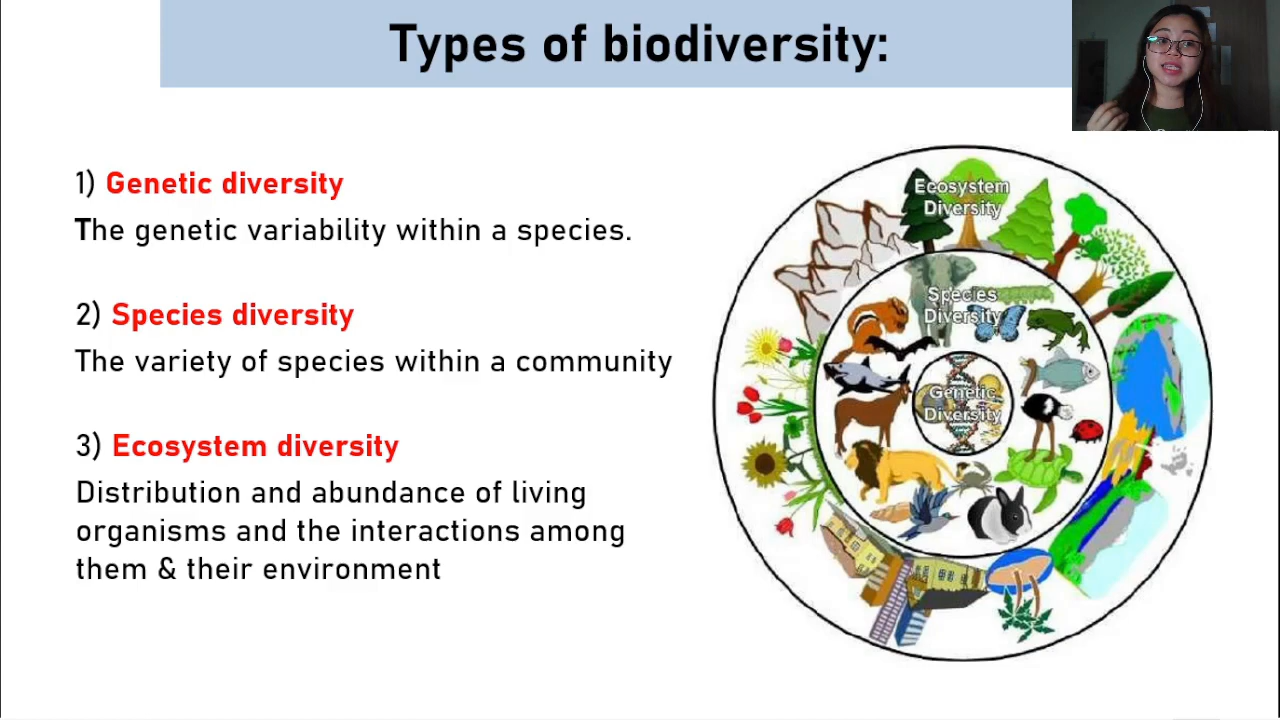 Types of biodiversity:
1) Genetic diversity
The genetic variability within a species.
2) Species diversity
The variety of species within a community
3) Ecosystem diversity
Distribution and abundance of living
organisms and the interactions among
them & their environment
Ecosystem
Diversity
Species
Diversity
Genetic
Diversity